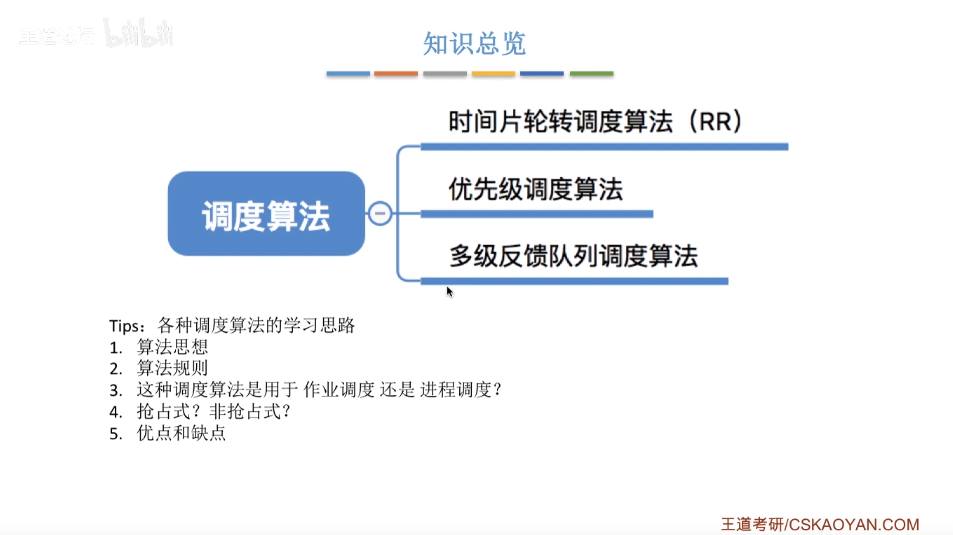 王道考研 bilibili
知识总览
时间片轮转调度算法（RR）
优先级调度算法
调度算法
多级反馈队列调度算法
Tips：各种调度算法的学习思路
1. 算法思想
2. 算法规则
3. 这种调度算法是用于 作业调度 还是 进程调度？
4. 抢占式？非抢占式？
5. 优点和缺点
王道考研/CSKAOYAN.COM